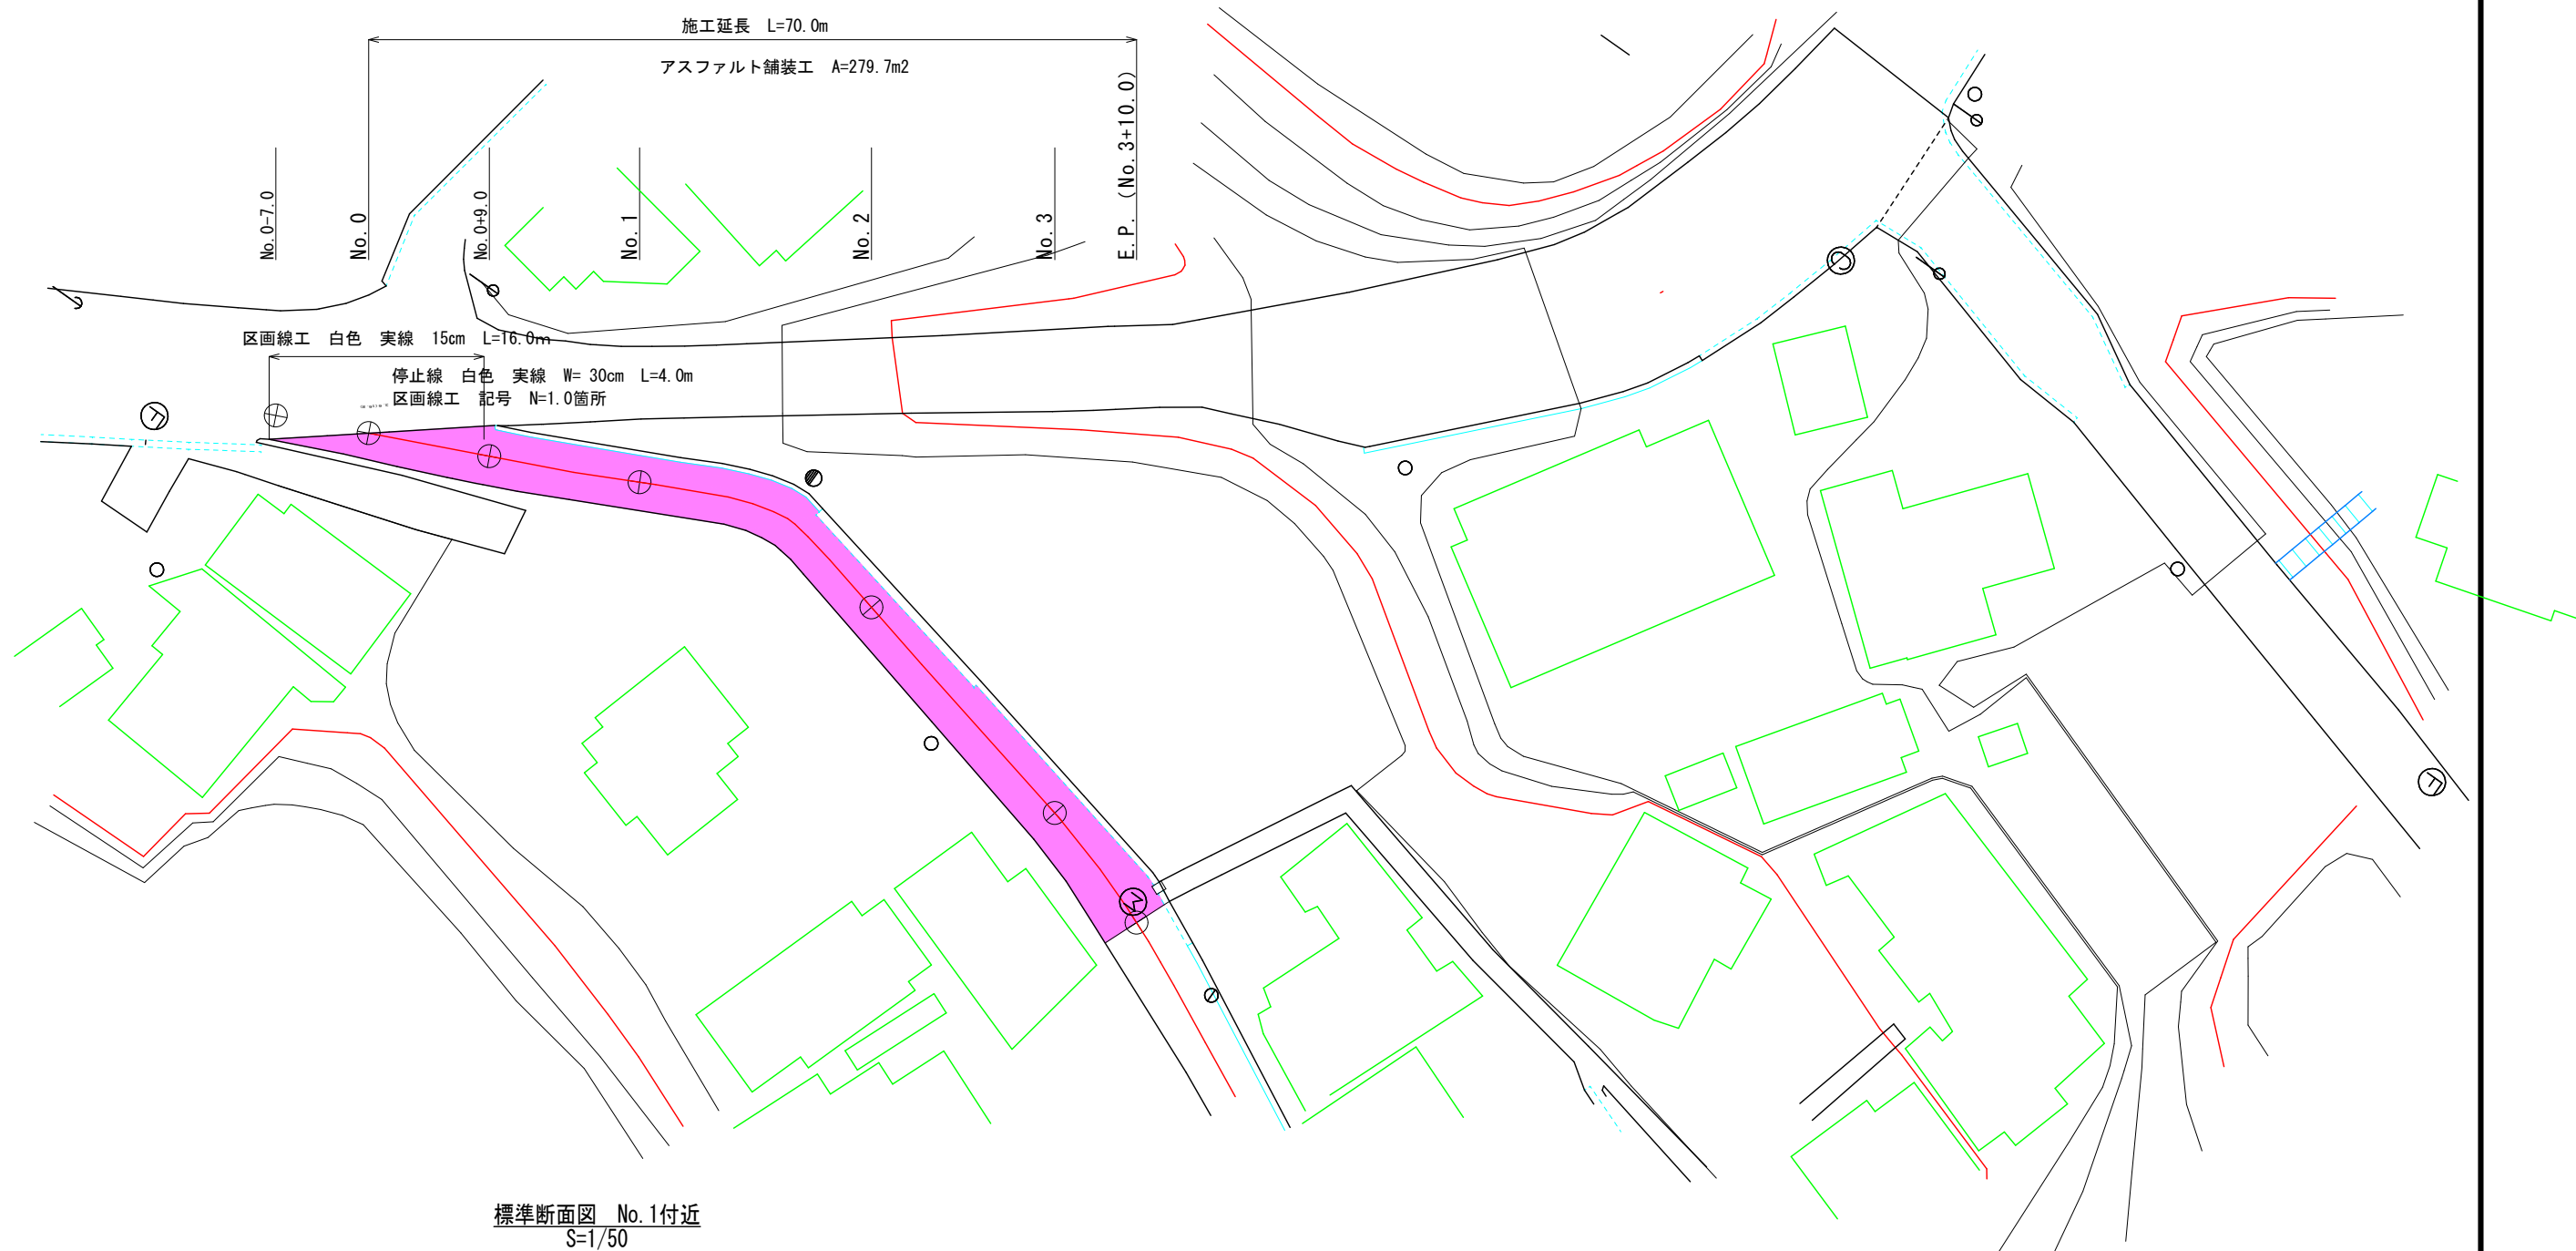 施工延長　L=70.0m
アスファルト舗装工　A=279.7m2
No.0-7.0
No.0
No.0+9.0
No.1
No.2
No.3
E.P. (No.3+10.0)
区画線工　白色　実線　15cm　L=16.0m
停止線　白色　実線　W= 30cm　L=4.0m
区画線工　記号　N=1.0箇所
標準断面図　No.1付近
S=1/50